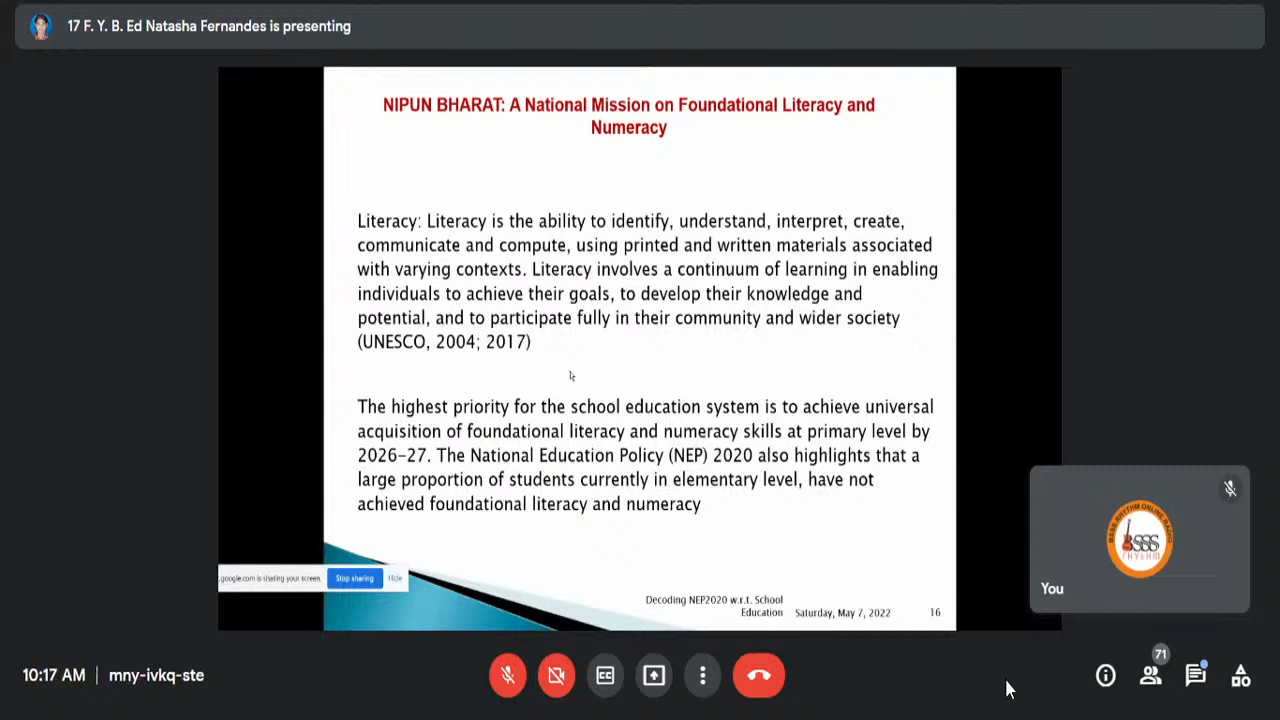 17 F. Y. B. Ed Natasha Fernandes is presenting
NIPUN BHARAT: A National Mission on Foundational Literacy and
Numeracy
Literacy: Literacy is the ability to identify, understand, interpret, create,
communicate and compute, using printed and written materials associated
with varying contexts. Literacy involves a continuum of learning in enabling
individuals to achieve their goals, to develop their knowledge and
potential, and to participate fully in their community and wider society
(UNESCO, 2004; 2017)
The highest priority for the school education system is to achieve universal
acquisition of foundational literacy and numeracy skills at primary level by
2026-27. The National Education Policy (NEP) 2020 also highlights that a
large proportion of students currently in elementary level, have not
achieved foundational literacy and numeracy
.google.com is sharing your screen. Stop sharing Hide
Decoding NEP2020 w.r.t. School
Education Saturday, May 7, 2022 16
BSSS RHYTHM ONLINE RADIO
BSSS
RHYTHM
You
10:17 AM | mny-ivkq-ste
CC
71